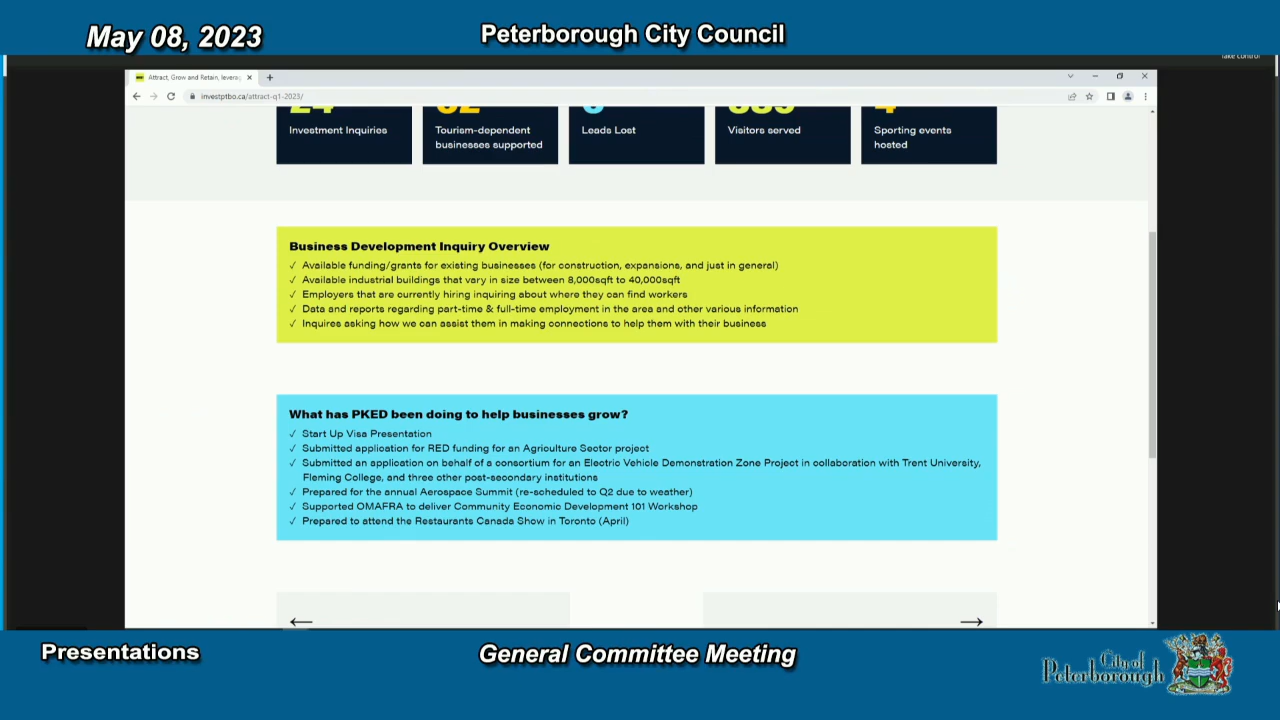 May 08, 2023
Peterborough City Council
Take control
Attract, Grow and Retain, levera
investptbo.ca/attract-q1-2023/
Investment Inquiries
Tourism-dependent
businesses supported
Leads Lost
Visitors served
Sporting events
hosted
Business Development Inquiry Overview
✓ Available funding/grants for existing businesses (for construction, expansions, and just in general)
✓ Available industrial buildings that vary in size between 8,000sqft to 40,000sqft
✓ Employers that are currently hiring inquiring about where they can find workers
✓ Data and reports regarding part-time & full-time employment in the area and other various information
✓ Inquires asking how we can assist them in making connections to help them with their business
What has PKED been doing to help businesses grow?
✓ Start Up Visa Presentation
✓ Submitted application for RED funding for an Agriculture Sector project
✓ Submitted an application on behalf of a consortium for an Electric Vehicle Demonstration Zone Project in collaboration with Trent University,
Fleming College, and three other post-secondary institutions
✓ Prepared for the annual Aerospace Summit (re-scheduled to Q2 due to weather)
✓ Supported OMAFRA to deliver Community Economic Development 101 Workshop
✓ Prepared to attend the Restaurants Canada Show in Toronto (April)
Presentations
General Committee Meeting
City of
Peterborough